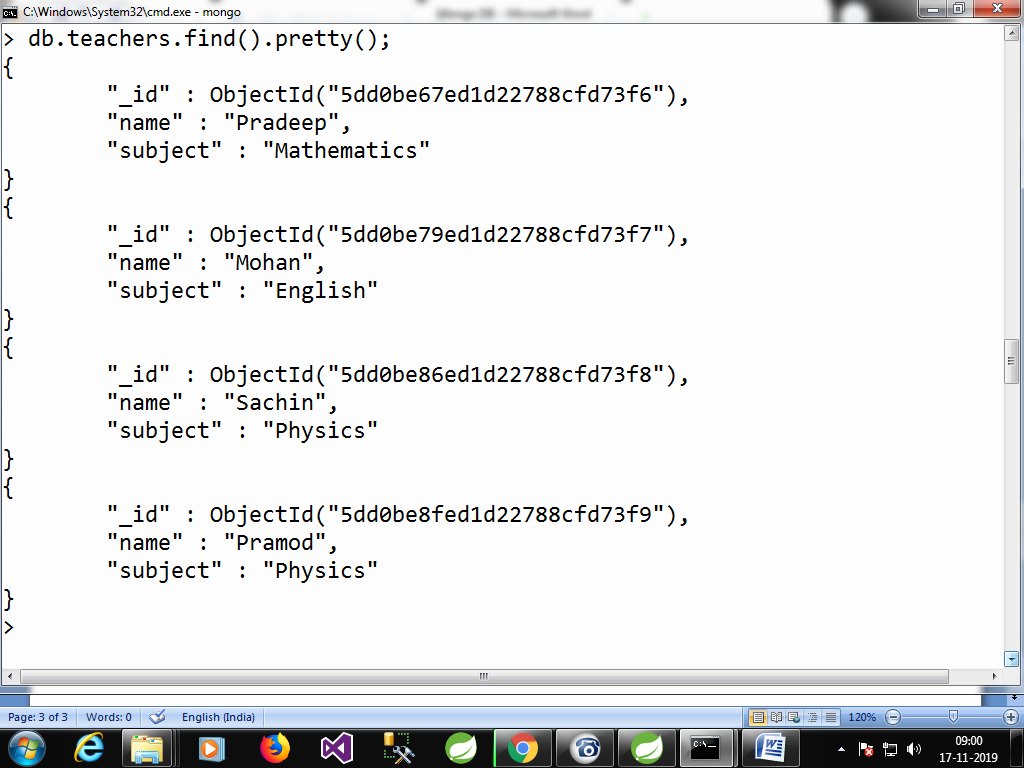 C:\Windows\System32\cmd.exe - mongo
> db.teachers.find().pretty();
{
"_id" : ObjectId("5dd0be67ed1d22788cfd73f6"),
"name" : "Pradeep",
"subject" : "Mathematics"
}
{
"_id" : ObjectId("5dd0be79ed1d22788cfd73f7"),
"name" : "Mohan",
"subject" : "English"
}
{
"_id" : ObjectId("5dd0be86ed1d22788cfd73f8"),
"name" : "Sachin",
"subject" : "Physics"
}
{
"_id" : ObjectId("5dd0be8fed1d22788cfd73f9"),
"name" : "Pramod",
"subject" : "Physics"
}
>
Page: 3 of 3 Words: 0 English (India) 120%
09:00
17-11-2019